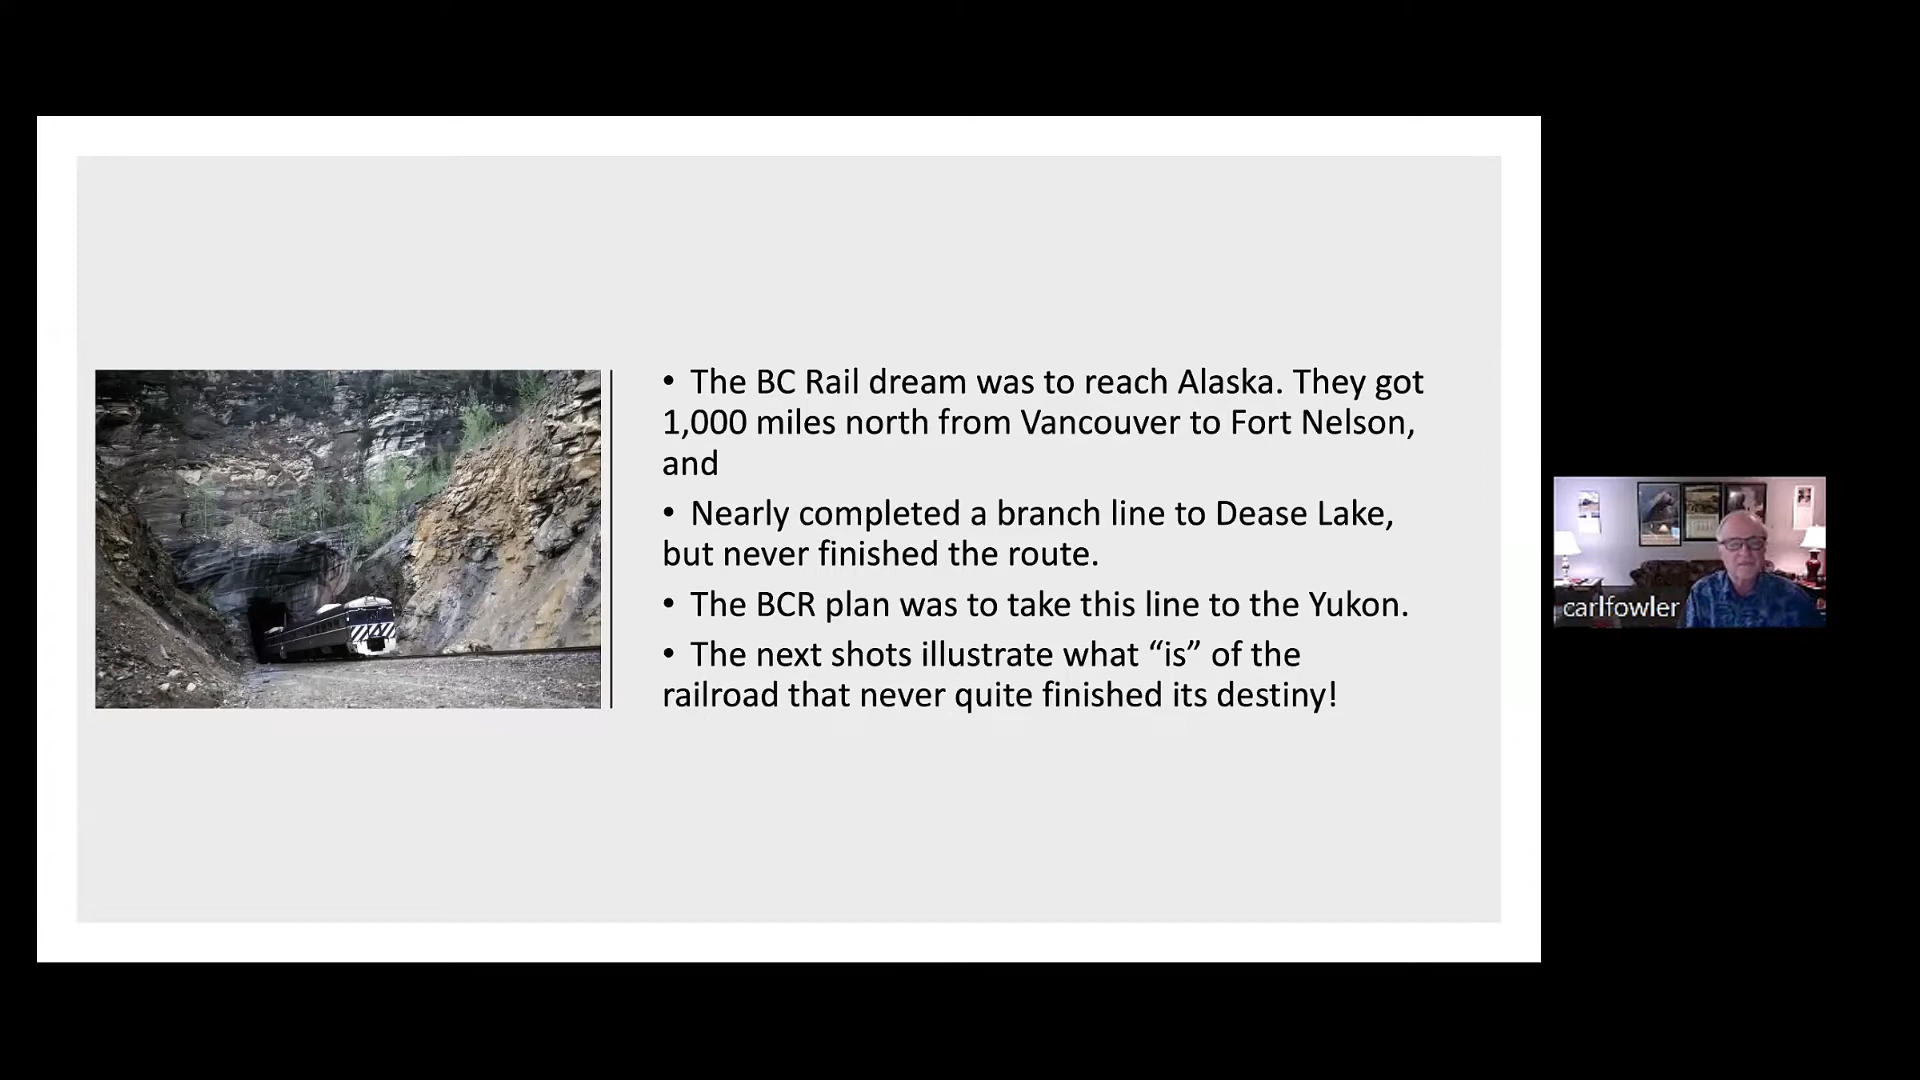 • The BC Rail dream was to reach Alaska. They got
1,000 miles north from Vancouver to Fort Nelson,
and
• Nearly completed a branch line to Dease Lake,
but never finished the route.
• The BCR plan was to take this line to the Yukon.
• The next shots illustrate what “is” of the
railroad that never quite finished its destiny!
carlfowler